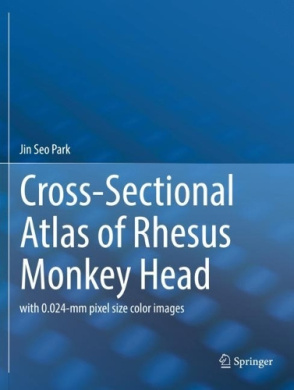 Jin Seo Park
Cross-Sectional
Atlas of Rhesus
Monkey Head
with 0.024-mm pixel size color images
Springer